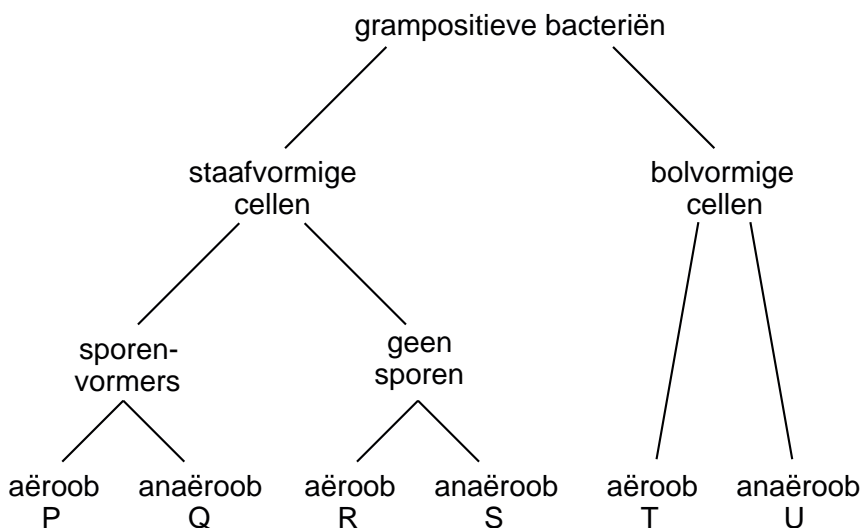 grampositieve bacteriën
staafvormige
cellen
bolvormige
cellen
sporen-
vormers
geen
sporen
aëroob
P
anaëroob
Q
aëroob
R
anaëroob
S
aëroob
T
anaëroob
U